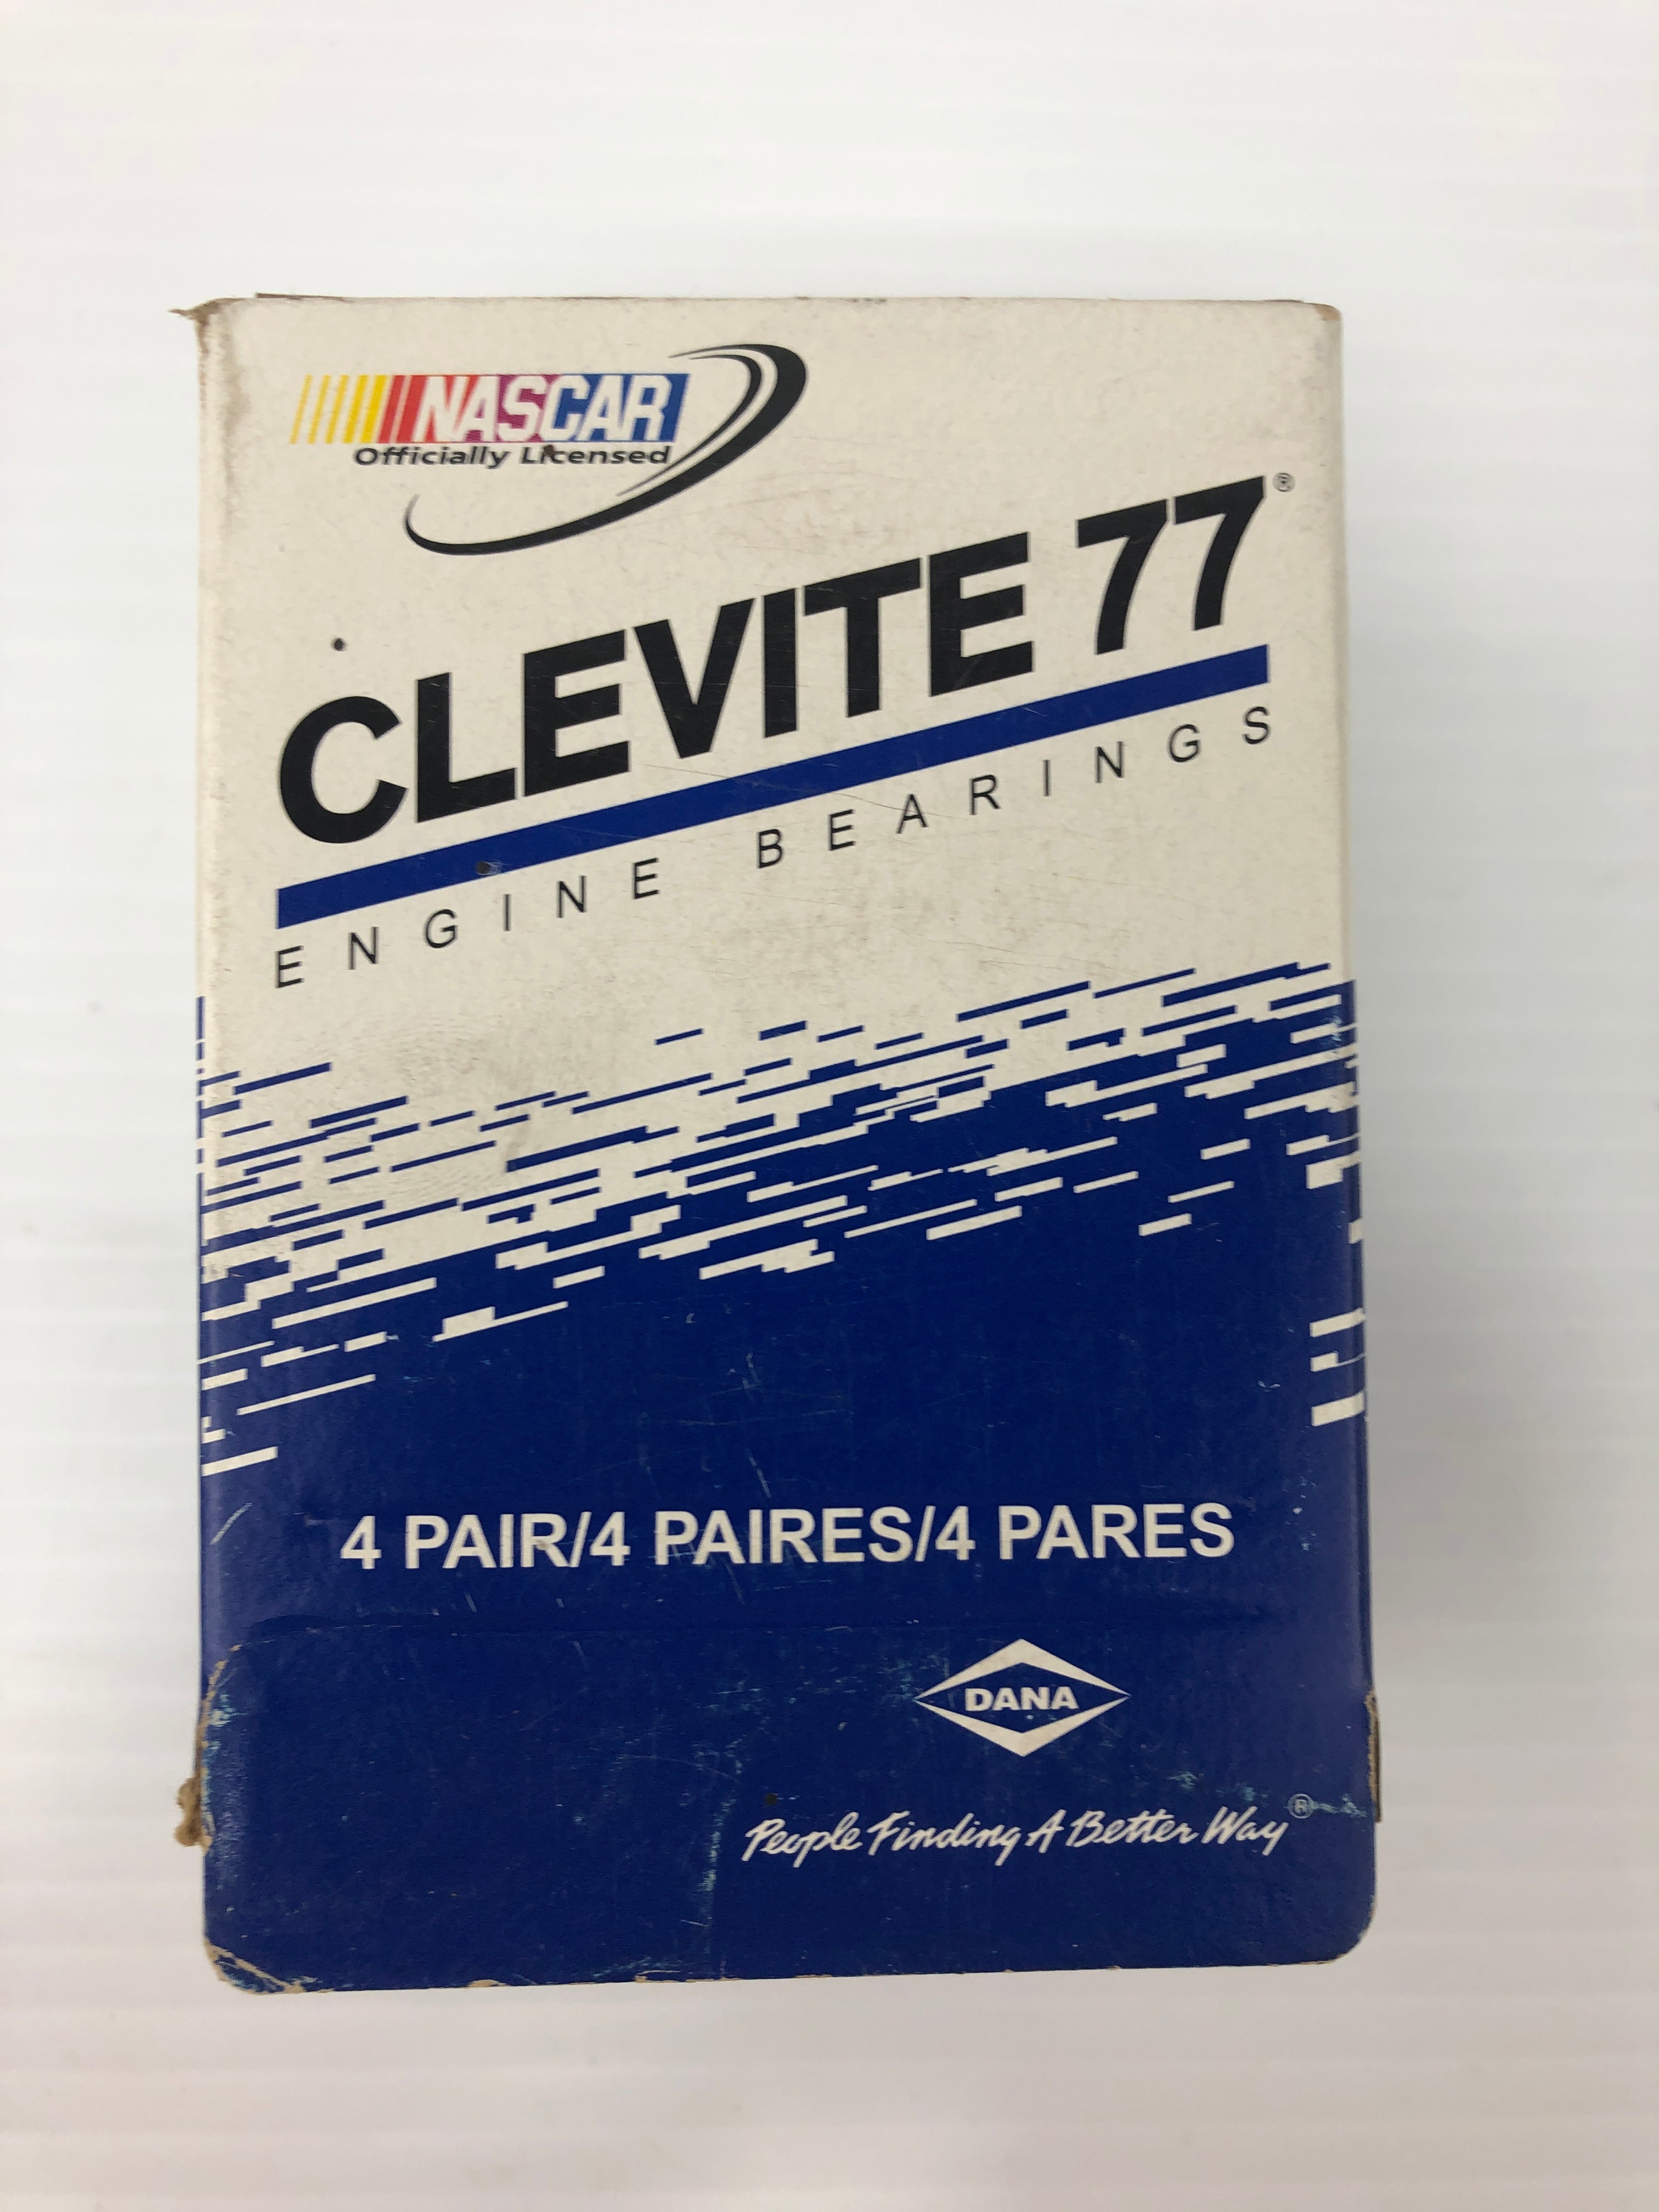 NASCAR
Officially Licensed
CLEVITE 77®
ENGINE BEARINGS
4 PAIR/4 PAIRES/4 PARES
DANA
People Finding A Better Way®